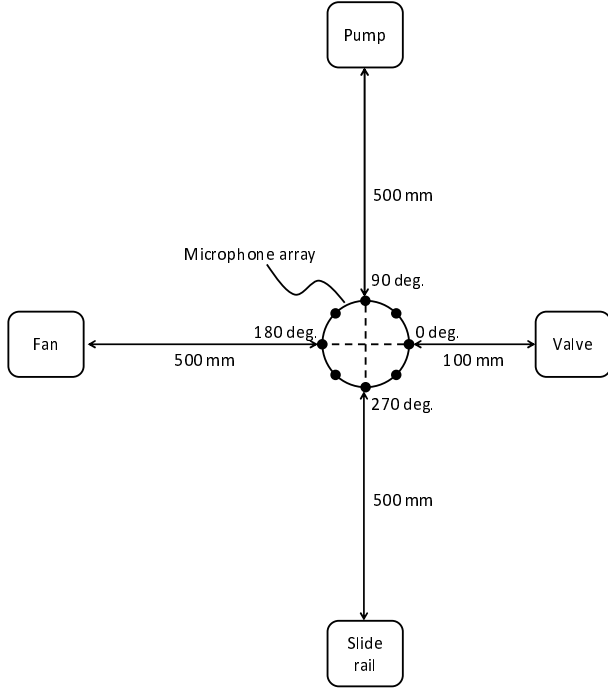 Pump
500 mm
Microphone array
90 deg.
180 deg.
0 deg.
Fan
Valve
500 mm
100 mm
270 deg.
500 mm
Slide
rail